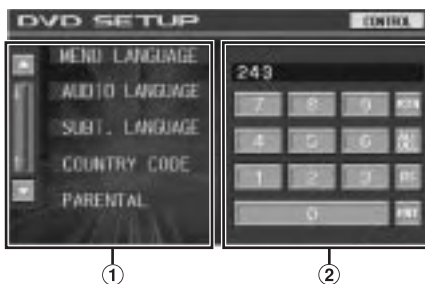 DVD SETUP
CONTROL
MENU LANGUAGE
AUDIO LANGUAGE
SUBT. LANGUAGE
COUNTRY CODE
PARENTAL
243
7 8 9
4 5 6
1 2 3
0
① ②